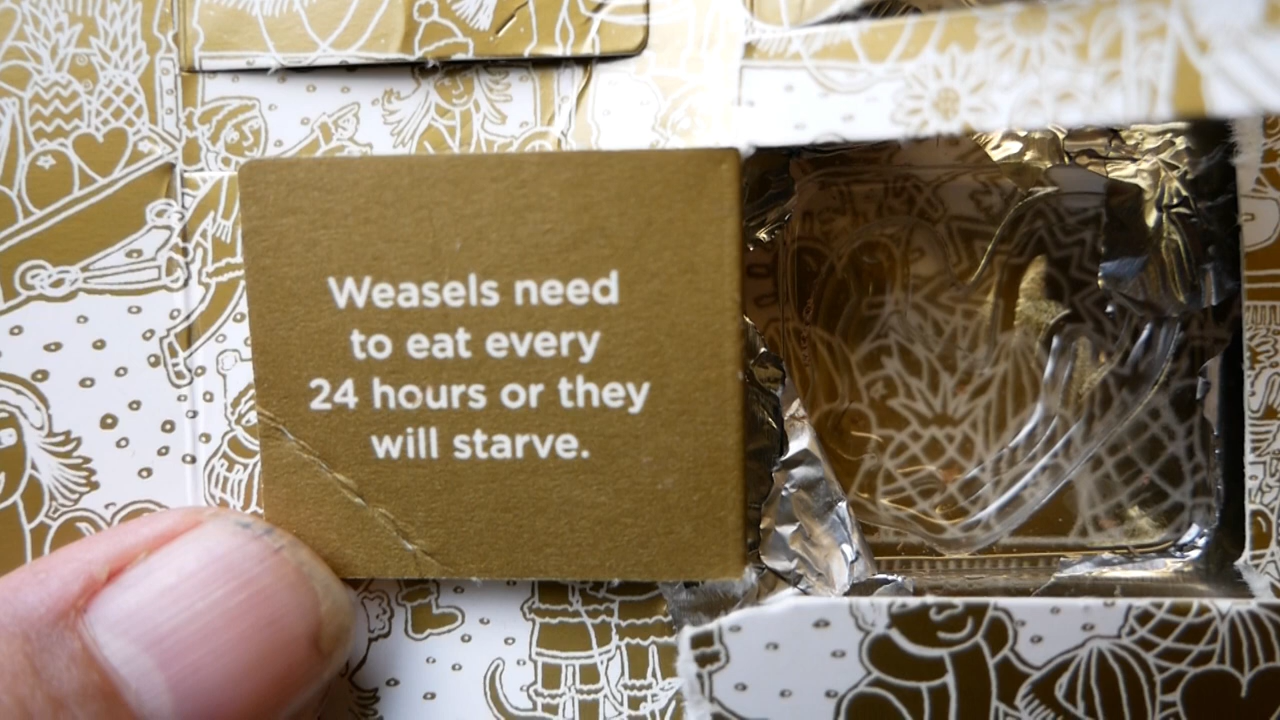 Weasels need
to eat every
24 hours or they
will starve.